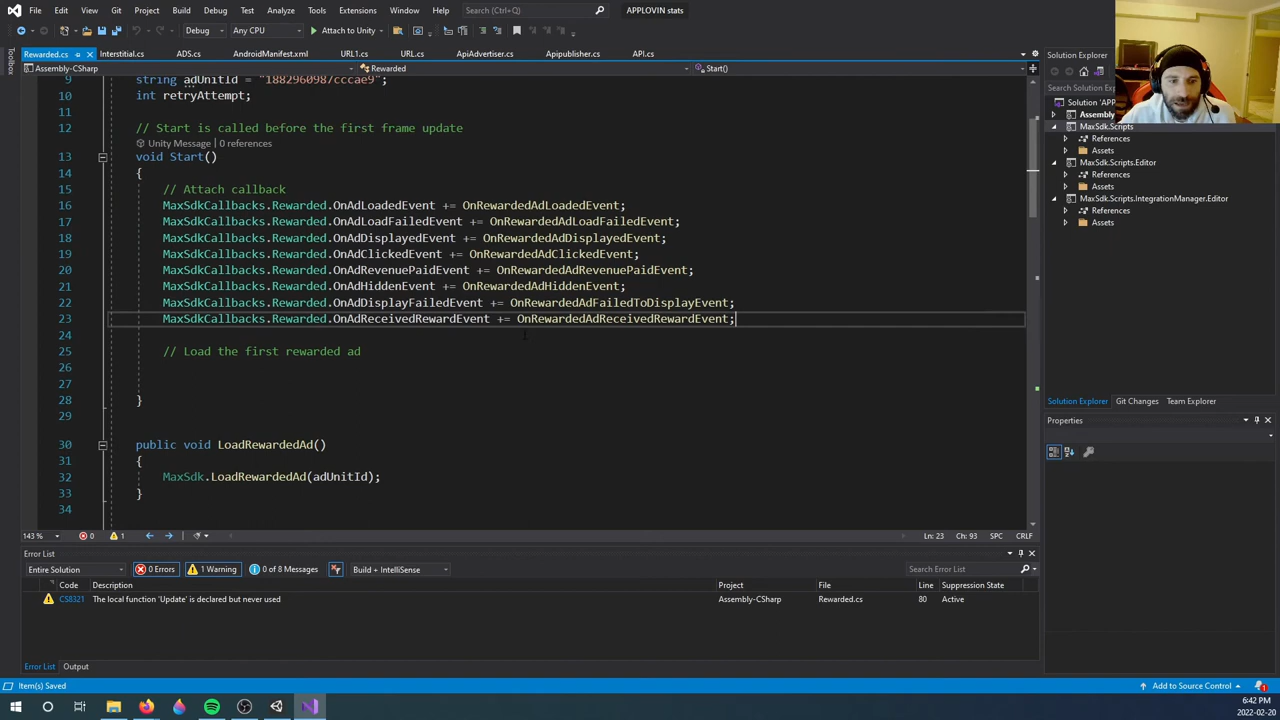 File Edit View Git Project Build Debug Test Analyze Tools Extensions Window Help Search (Ctrl+Q) APPLOVIN stats
Debug Any CPU Attach to Unity
Rewarded.cs Interstitial.cs ADS.cs AndroidManifest.xml URL1.cs URL.cs ApiAdvertiser.cs Apipublisher.cs API.cs
Toolbox
Assembly-CSharp Rewarded Start()
9 string adUnitId = "1882960987cccae9";
10 int retryAttempt;
11
12 // Start is called before the first frame update
Unity Message | 0 references
13 void Start()
14 {
15 // Attach callback
16 MaxSdkCallbacks.Rewarded.OnAdLoadedEvent += OnRewardedAdLoadedEvent;
17 MaxSdkCallbacks.Rewarded.OnAdLoadFailedEvent += OnRewardedAdLoadFailedEvent;
18 MaxSdkCallbacks.Rewarded.OnAdDisplayedEvent += OnRewardedAdDisplayedEvent;
19 MaxSdkCallbacks.Rewarded.OnAdClickedEvent += OnRewardedAdClickedEvent;
20 MaxSdkCallbacks.Rewarded.OnAdRevenuePaidEvent += OnRewardedAdRevenuePaidEvent;
21 MaxSdkCallbacks.Rewarded.OnAdHiddenEvent += OnRewardedAdHiddenEvent;
22 MaxSdkCallbacks.Rewarded.OnAdDisplayFailedEvent += OnRewardedAdFailedToDisplayEvent;
23 MaxSdkCallbacks.Rewarded.OnAdReceivedRewardEvent += OnRewardedAdReceivedRewardEvent;
24
25 // Load the first rewarded ad
26
27
28 }
29
30 public void LoadRewardedAd()
31 {
32 MaxSdk.LoadRewardedAd(adUnitId);
33 }
34
143 % 0 1 Ln: 23 Ch: 93 SPC CRLF
Error List
Entire Solution 0 Errors 1 Warning 0 of 8 Messages Build + IntelliSense Search Error List
Code Description Project File Line Suppression State
CS8321 The local function 'Update' is declared but never used Assembly-CSharp Rewarded.cs 80 Active
Error List Output
Solution Explorer
Search Solution
Solution 'APP
Assembly
MaxSdk.Scripts
References
Assets
MaxSdk.Scripts.Editor
References
Assets
MaxSdk.Scripts.IntegrationManager.Editor
References
Assets
Solution Explorer Git Changes Team Explorer
Properties
Item(s) Saved Add to Source Control 1
6:42 PM
2022-02-20